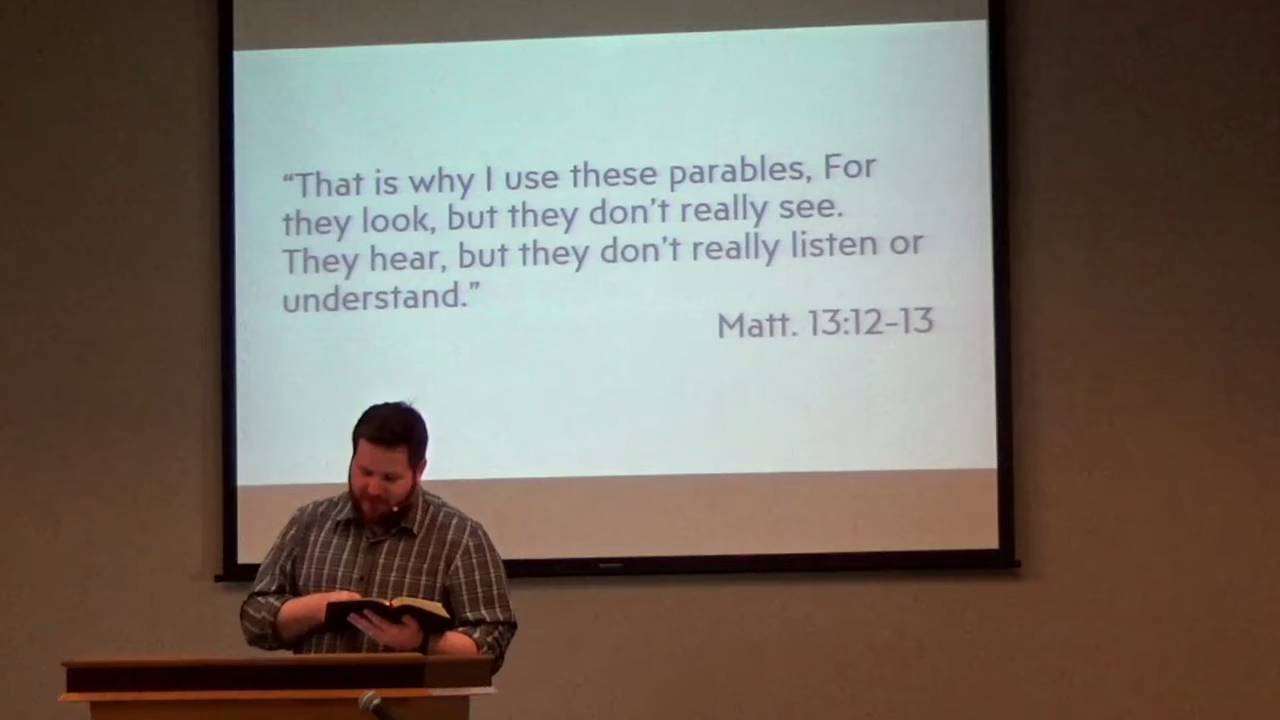 “That is why I use these parables, For
they look, but they don’t really see.
They hear, but they don’t really listen or
understand.”
Matt. 13:12-13